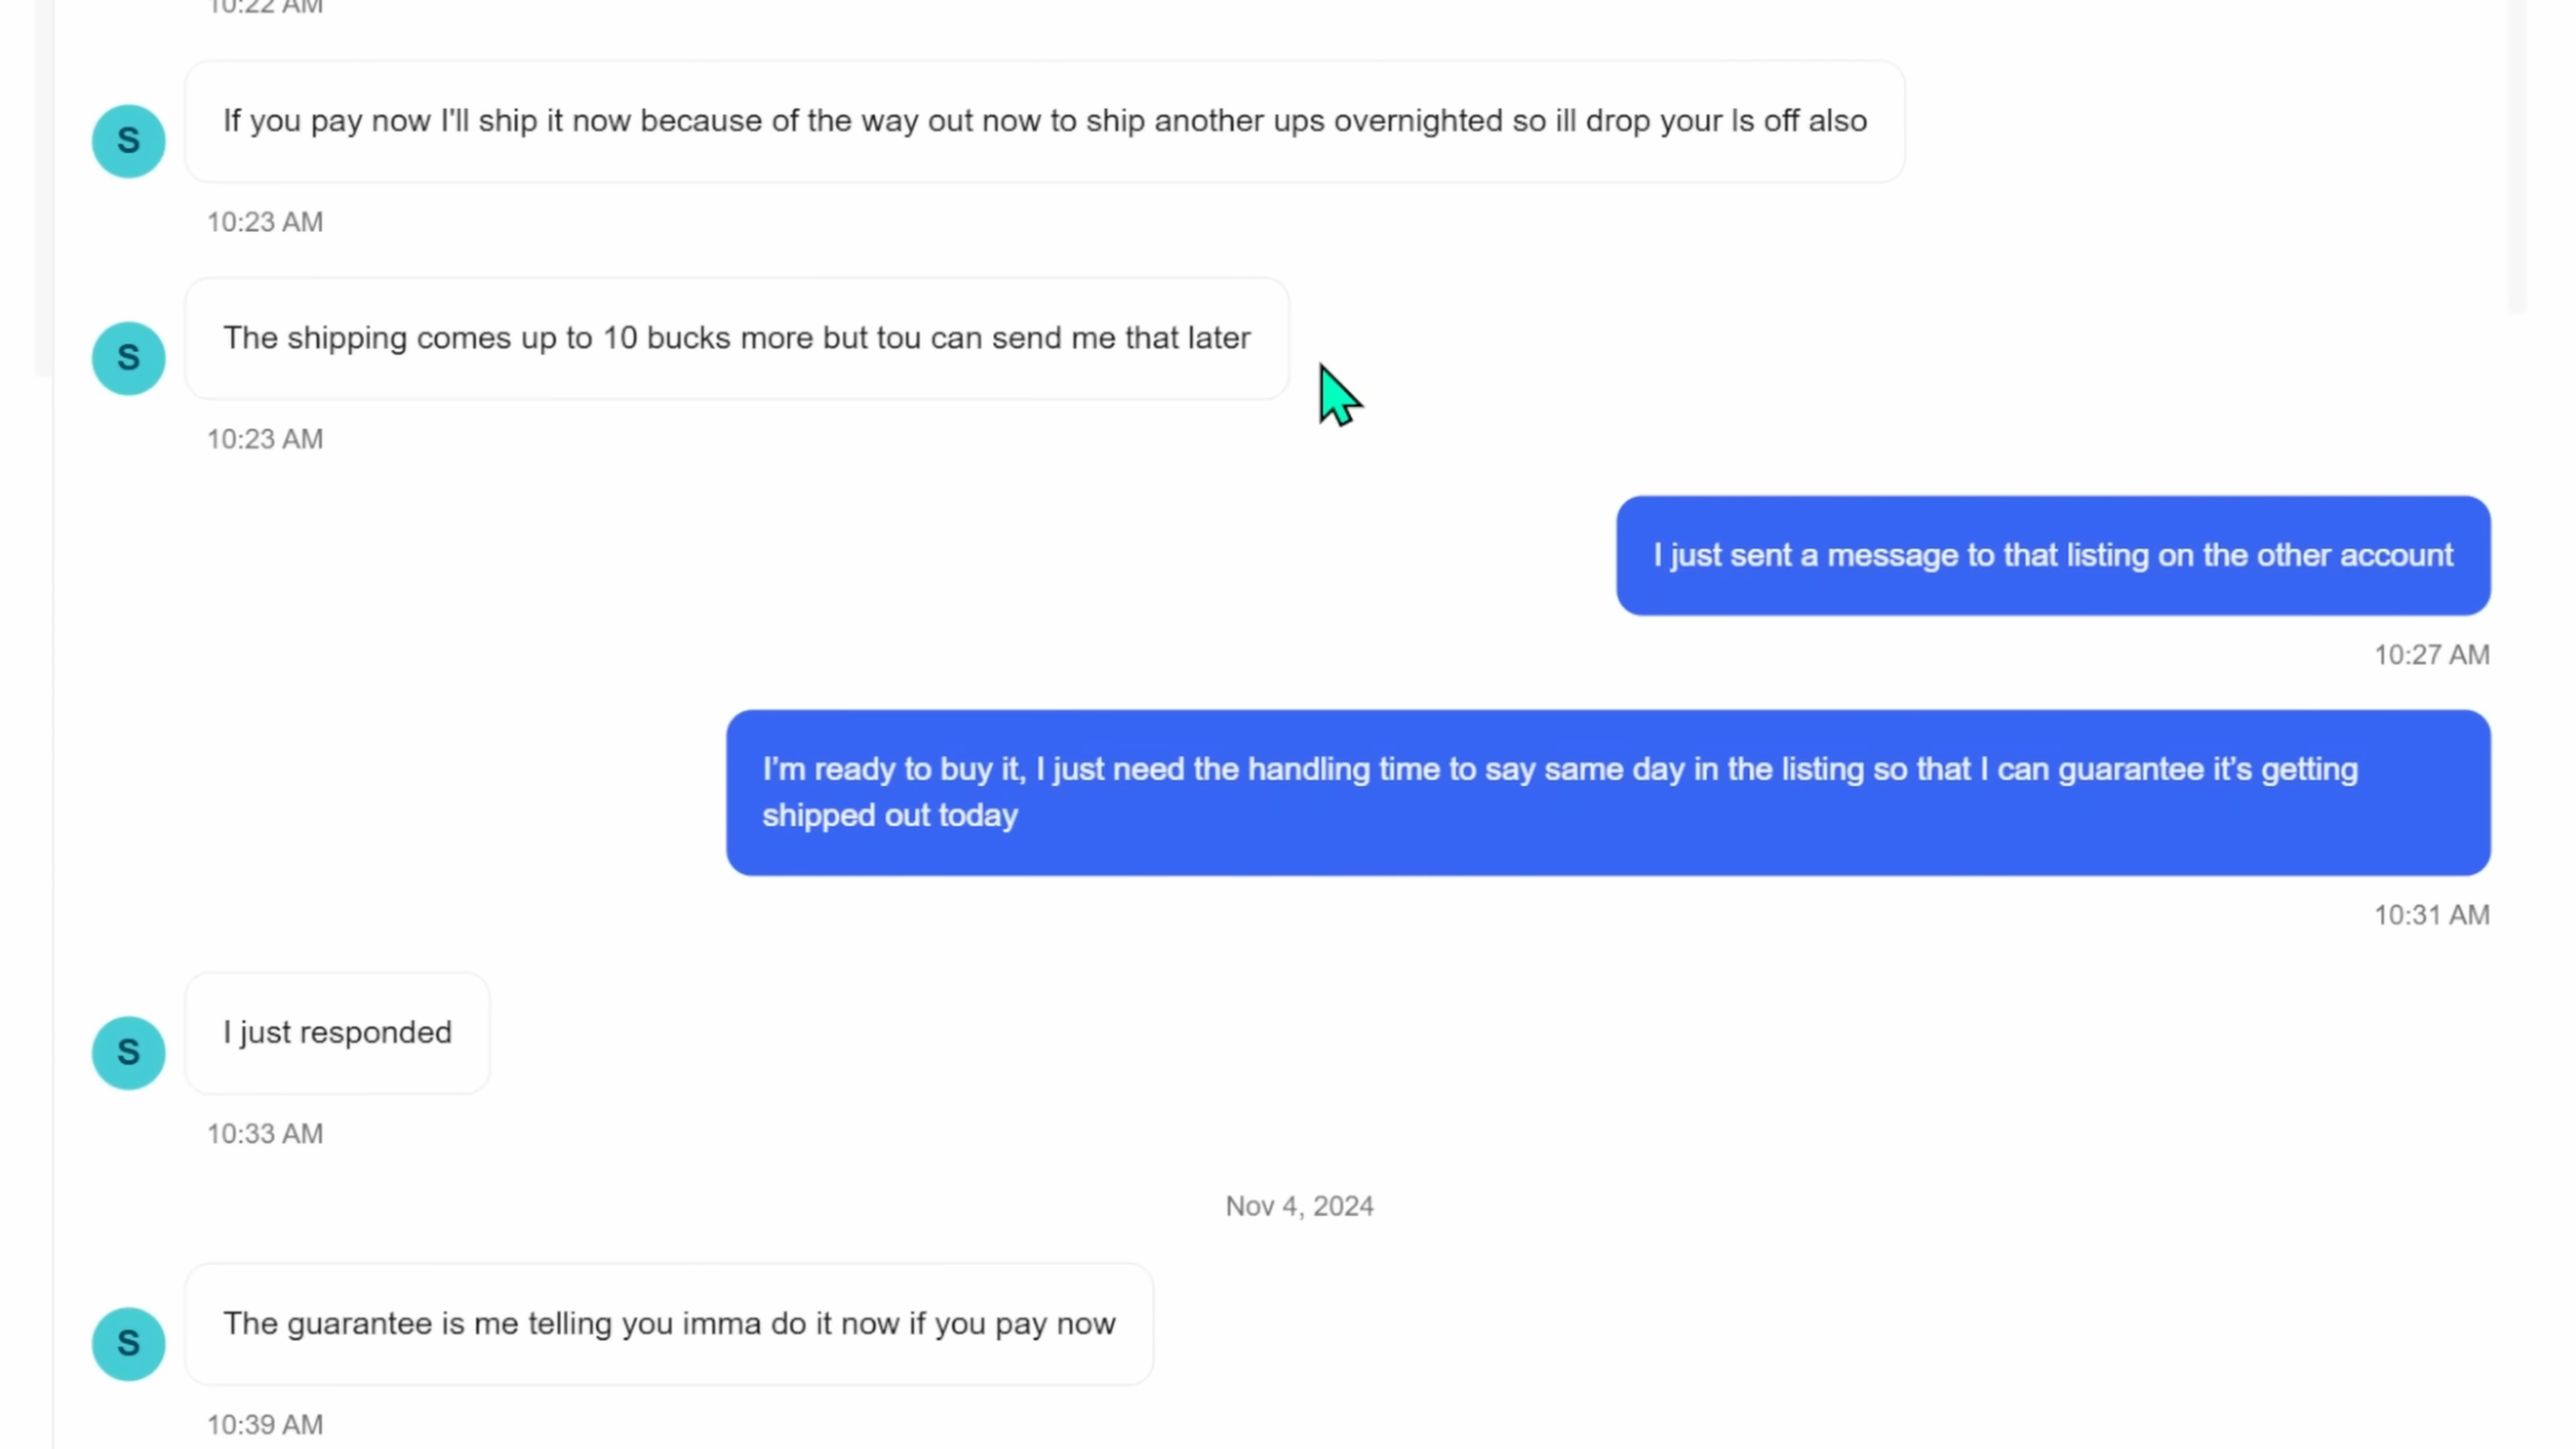 10:22 AM
If you pay now I'll ship it now because of the way out now to ship another ups overnighted so ill drop your ls off also
S
10:23 AM
The shipping comes up to 10 bucks more but tou can send me that later
S
10:23 AM
I just sent a message to that listing on the other account
10:27 AM
I'm ready to buy it, I just need the handling time to say same day in the listing so that I can guarantee it's getting
shipped out today
10:31 AM
I just responded
S
10:33 AM
Nov 4, 2024
The guarantee is me telling you imma do it now if you pay now
S
10:39 AM